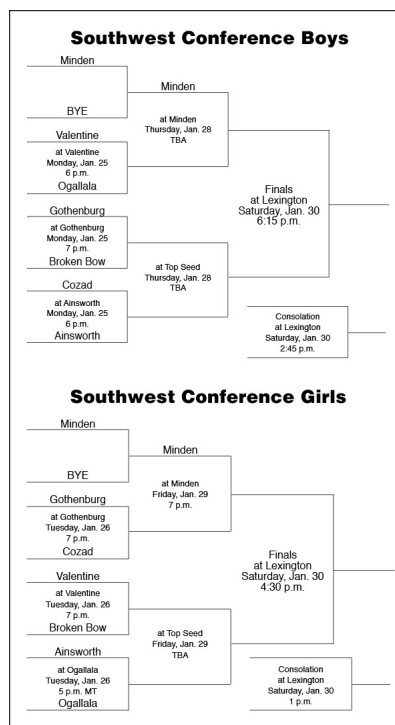 Southwest Conference Boys
Minden
BYE
Minden
at Minden
Thursday, Jan. 28
TBA
Valentine
at Valentine
Monday, Jan. 25
6 p.m.
Ogallala
Gothenburg
at Gothenburg
Monday, Jan. 25
7 p.m.
Broken Bow
at Top Seed
Thursday, Jan. 28
TBA
Cozad
at Ainsworth
Monday, Jan. 25
6 p.m.
Ainsworth
Finals
at Lexington
Saturday, Jan. 30
6:15 p.m.
Consolation
at Lexington
Saturday, Jan. 30
2:45 p.m.
Southwest Conference Girls
Minden
BYE
Minden
at Minden
Friday, Jan. 29
7 p.m.
Gothenburg
at Gothenburg
Tuesday, Jan. 26
7 p.m.
Cozad
Valentine
at Valentine
Tuesday, Jan. 26
7 p.m.
Broken Bow
at Top Seed
Friday, Jan. 29
TBA
Ainsworth
at Ogallala
Tuesday, Jan. 26
5 p.m. MT
Ogallala
Finals
at Lexington
Saturday, Jan. 30
4:30 p.m.
Consolation
at Lexington
Saturday, Jan. 30
1 p.m.